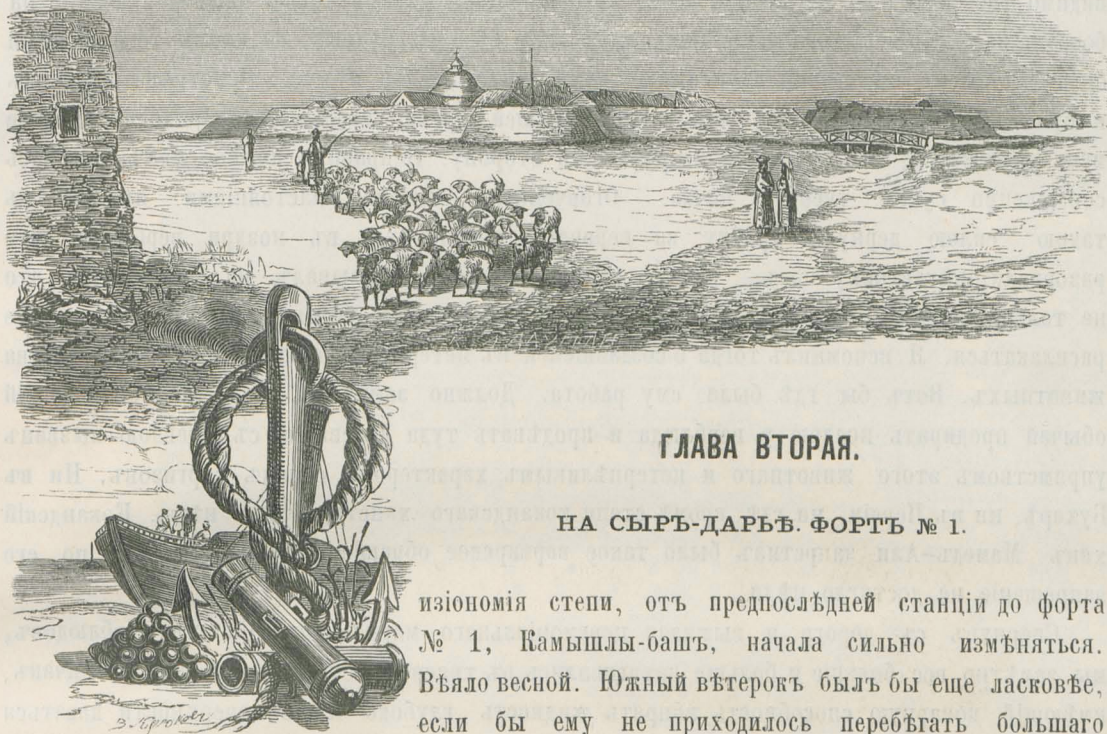 ГЛАВА ВТОРАЯ.
НА СЫРЪ-ДАРЬѢ. ФОРТЪ № 1.
Физіономія степи, отъ предпослѣдней станціи до форта
№ 1, Камышлы-башъ, начала сильно измѣняться.
Вѣяло весной. Южный вѣтерокъ былъ бы еще ласковѣе,
если бы ему не приходилось перебѣгать большаго